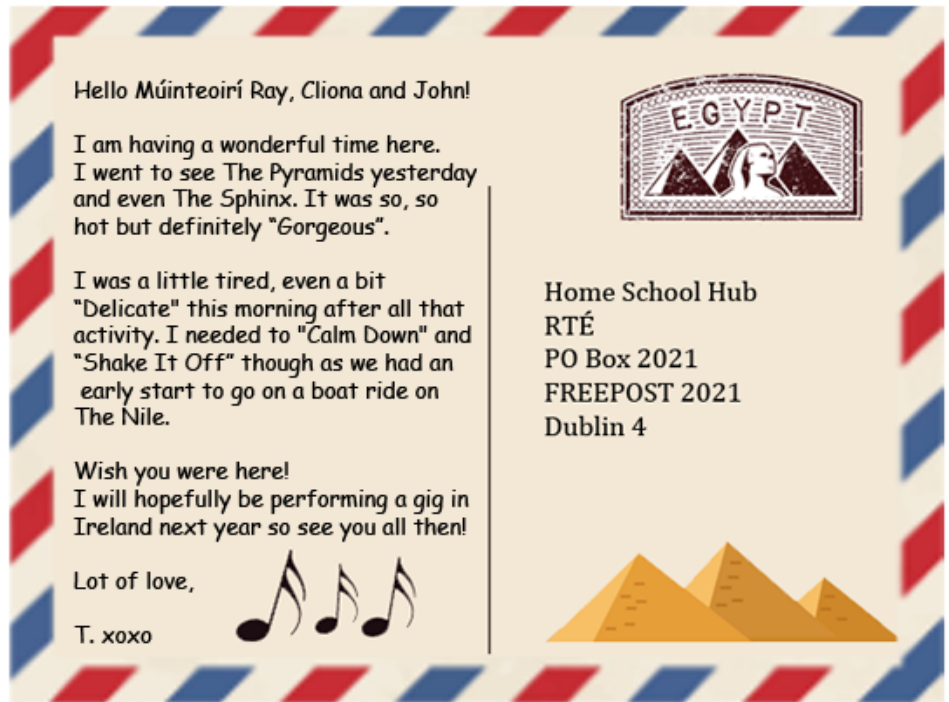 Hello Múinteoirí Ray, Cliona and John!
I am having a wonderful time here.
I went to see The Pyramids yesterday
and even The Sphinx. It was so, so
hot but definitely “Gorgeous”.
I was a little tired, even a bit
“Delicate" this morning after all that
activity. I needed to "Calm Down" and
“Shake It Off” though as we had an
early start to go on a boat ride on
The Nile.
Wish you were here!
I will hopefully be performing a gig in
Ireland next year so see you all then!
Lot of love,
T. xoxo
EGYPT
Home School Hub
RTÉ
PO Box 2021
FREEPOST 2021
Dublin 4